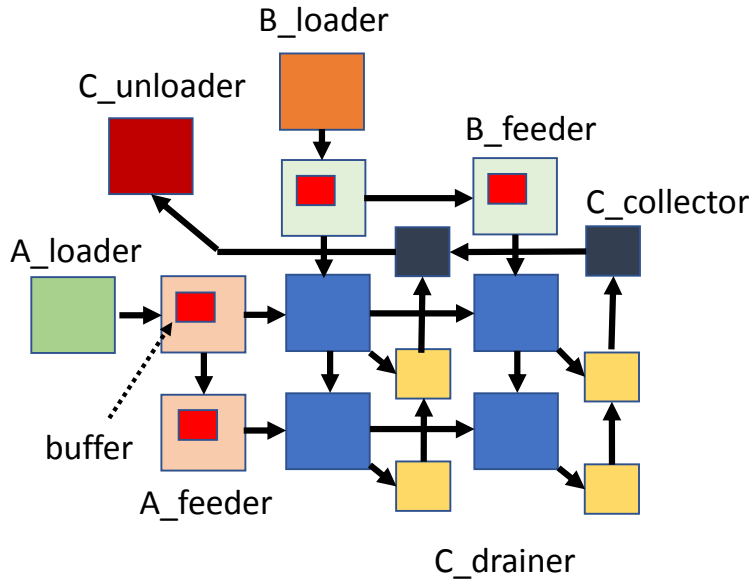 B_loader
C_unloader
B_feeder
C_collector
A_loader
buffer
A_feeder
C_drainer